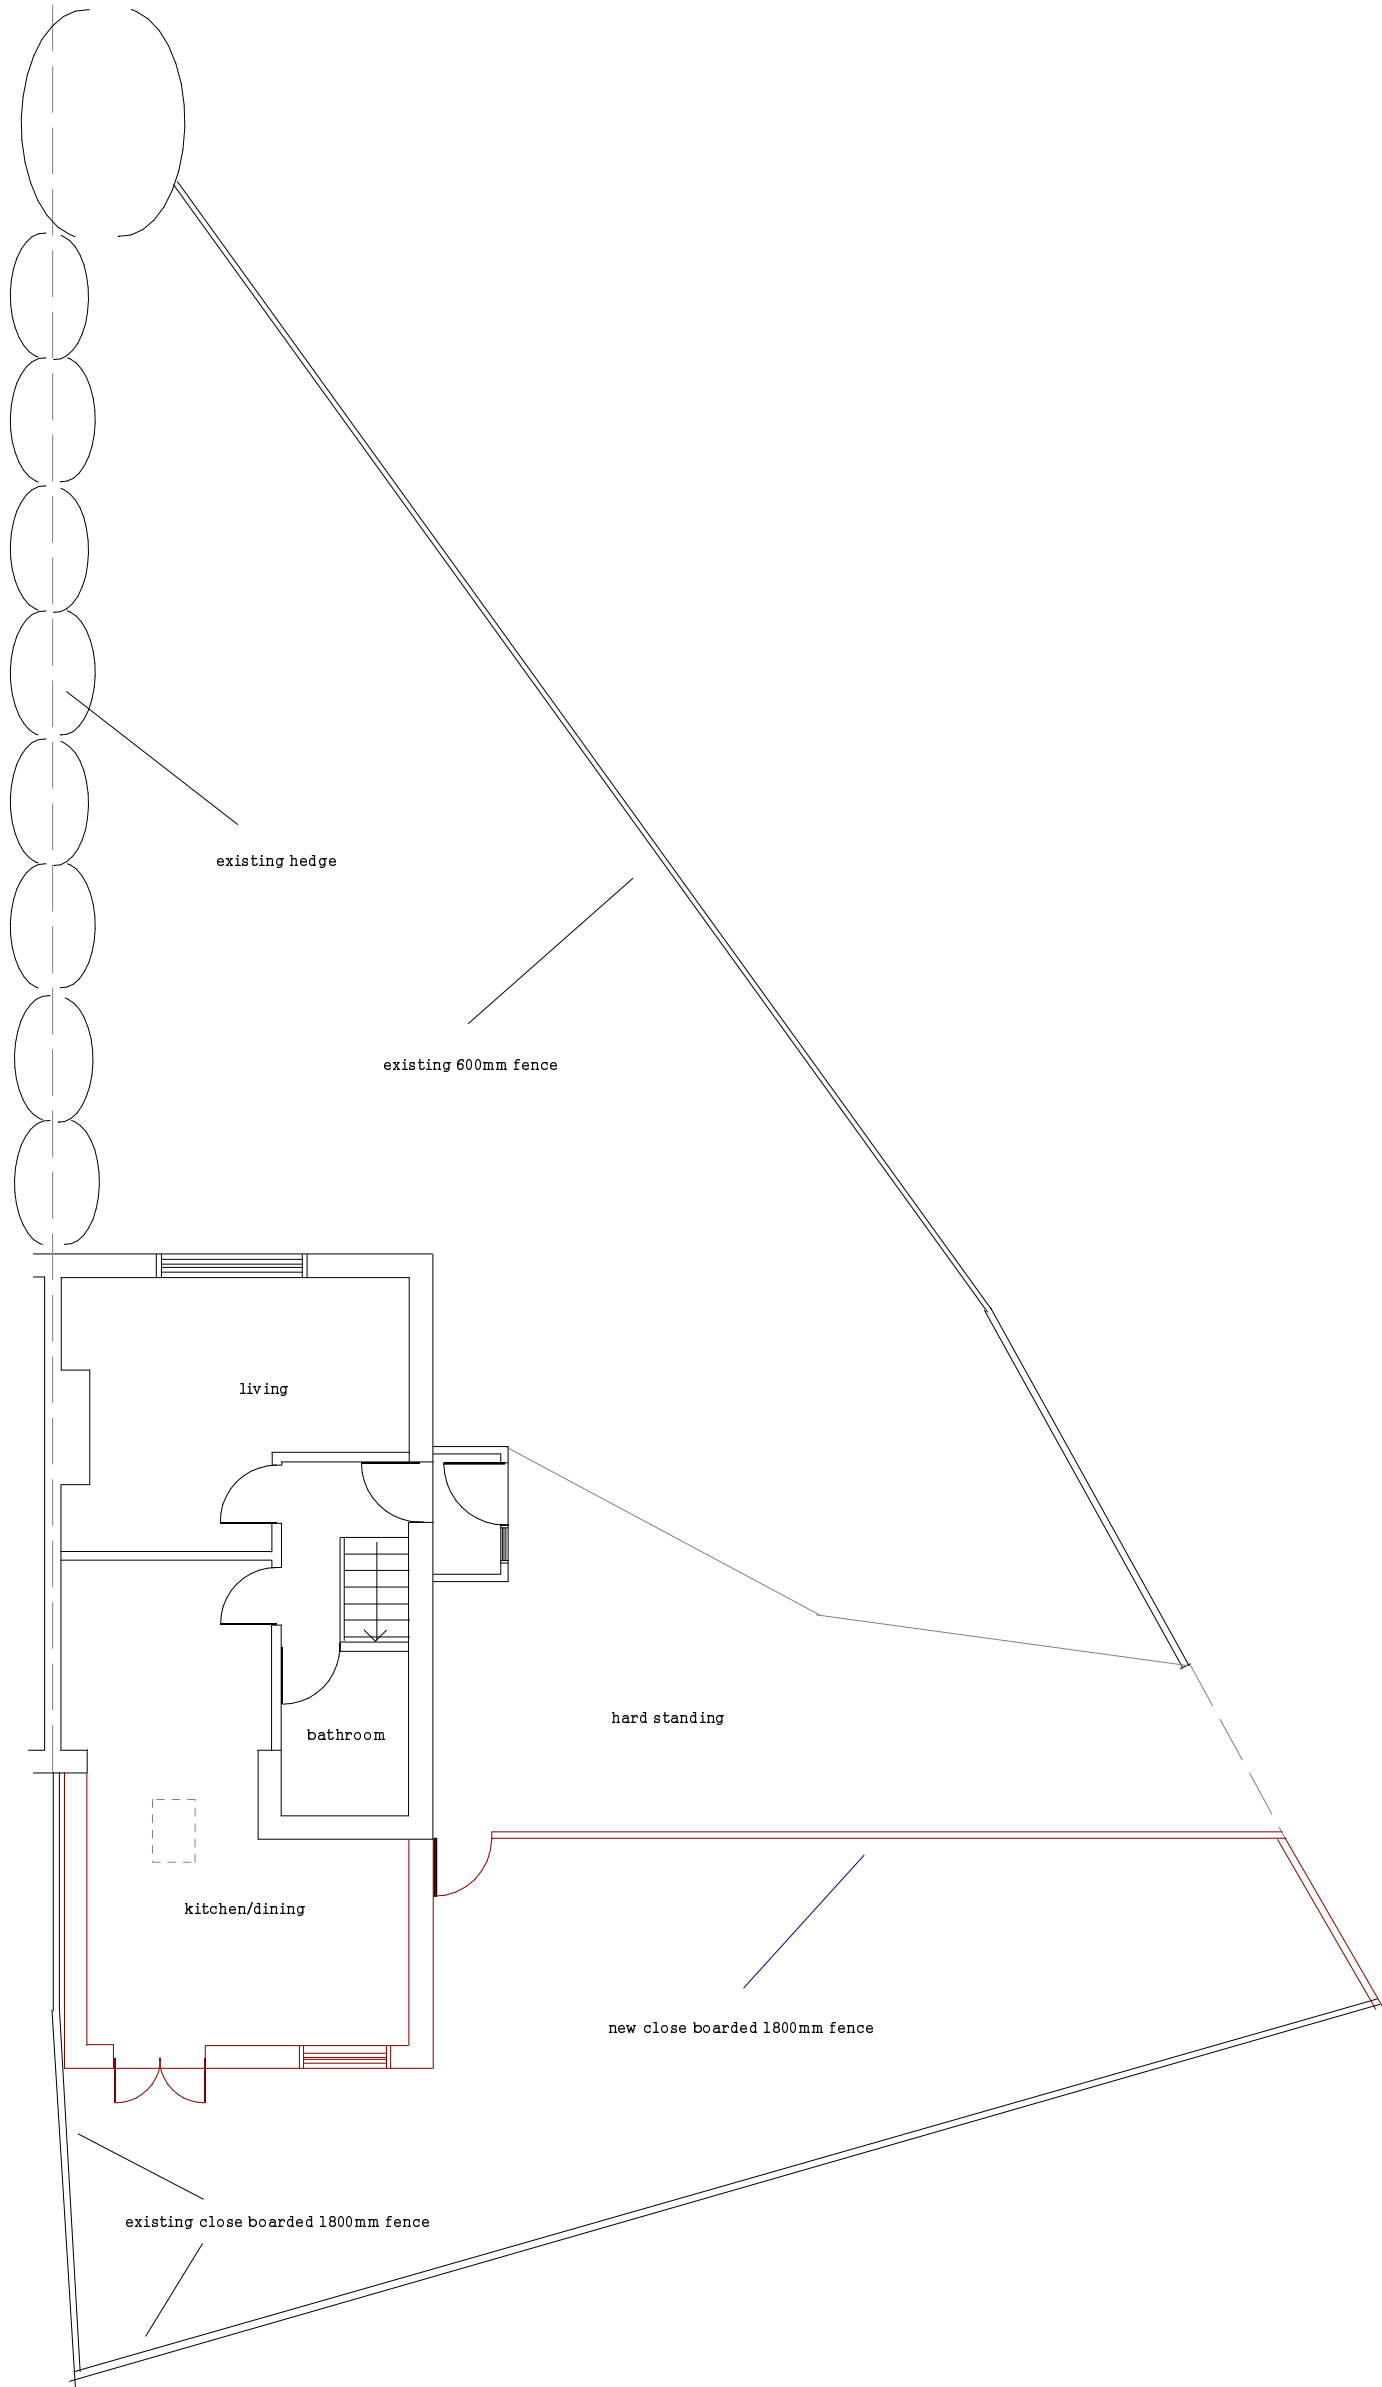 existing hedge
existing 600mm fence
living
hard standing
bathroom
kitchen/dining
new close boarded 1800mm fence
existing close boarded 1800mm fence